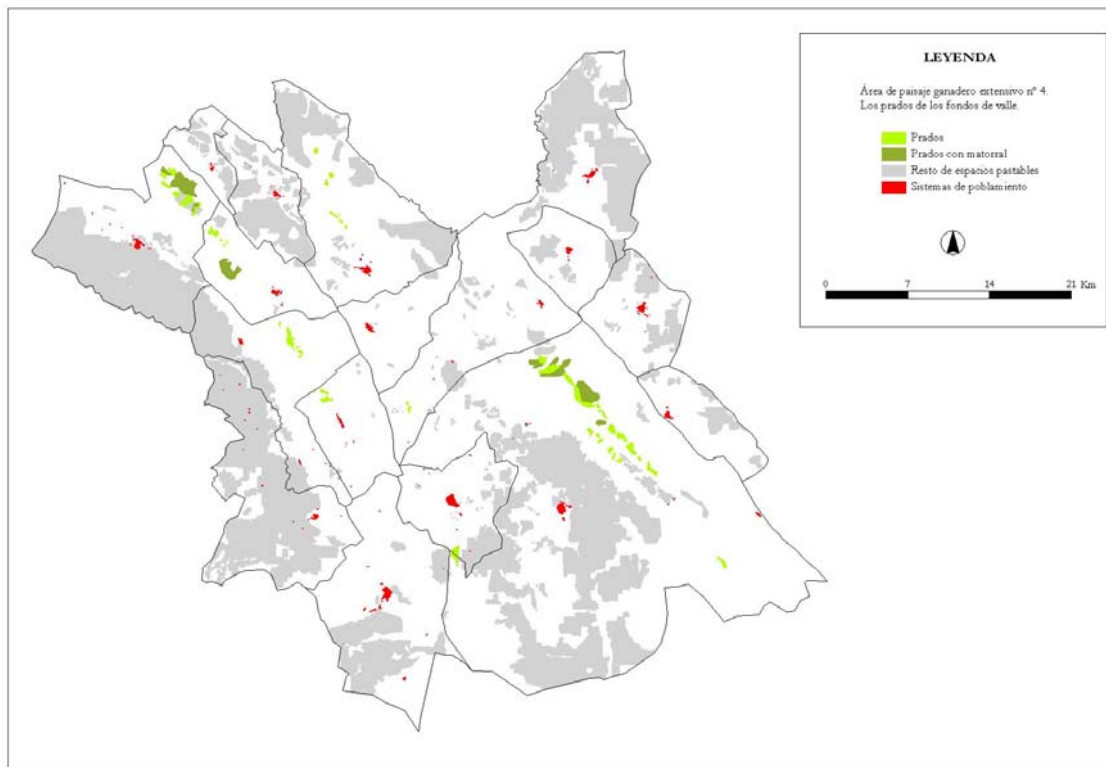 LEYENDA
Área de paisaje ganadero extensivo nº 4.
Los prados de los fondos de valle.
Prados
Prados con matorral
Resto de espacios pastables
Sistemas de poblamiento
0 7 14 21 Km